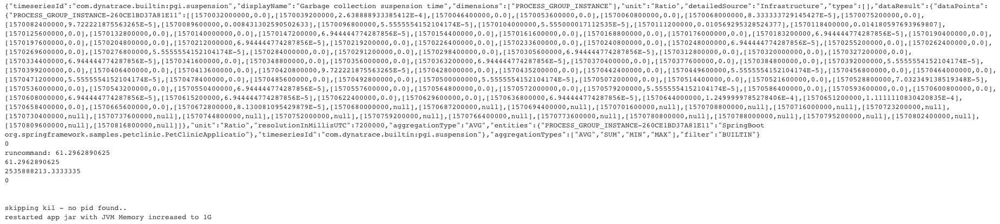 {"timeseriesId":"com.dynatrace.builtin:pgi.suspension","displayName":"Garbage collection suspension time","dimensions":["PROCESS_GROUP_INSTANCE"],"unit":"Ratio","detailedSource":"Infrastructure","types":[],"dataResult":{"dataPoints":
{"PROCESS_GROUP_INSTANCE-260CE1BD37A81E11":[[1570032000000,0.0],[1570039200000,2.638888933385412E-4],[1570046400000,0.0],[1570053600000,0.0],[1570060800000,0.0],[1570068000000,8.333333729145427E-5],[1570075200000,0.0],
[1570082400000,9.722221875563265E-5],[1570089600000,0.008431302590502633],[1570096800000,5.5555554152104174E-5],[1570104000000,5.555000017112535E-5],[1570111200000,0.010569295328524377],[1570118400000,0.014180597693969807],
[1570125600000,0.0],[1570132800000,0.0],[1570140000000,0.0],[1570147200000,6.944444774287856E-5],[1570154400000,0.0],[1570161600000,0.0],[1570168800000,0.0],[1570176000000,0.0],[1570183200000,6.944444774287856E-5],[1570190400000,0.0],
[1570197600000,0.0],[1570204800000,0.0],[1570212000000,6.944444774287856E-5],[1570219200000,0.0],[1570226400000,0.0],[1570233600000,0.0],[1570240800000,0.0],[1570248000000,6.944444774287856E-5],[1570255200000,0.0],[1570262400000,0.0],
[1570269600000,0.0],[1570276800000,5.5555554152104174E-5],[1570284000000,0.0],[1570291200000,0.0],[1570298400000,0.0],[1570305600000,6.944444774287856E-5],[1570312800000,0.0],[1570320000000,0.0],[1570327200000,0.0],
[1570334400000,6.944444774287856E-5],[1570341600000,0.0],[1570348800000,0.0],[1570356000000,0.0],[1570363200000,6.944444774287856E-5],[1570370400000,0.0],[1570377600000,0.0],[1570384800000,0.0],[1570392000000,5.5555554152104174E-5],
[1570399200000,0.0],[1570406400000,0.0],[1570413600000,0.0],[1570420800000,9.722221875563265E-5],[1570428000000,0.0],[1570435200000,0.0],[1570442400000,0.0],[1570449600000,5.5555554152104174E-5],[1570456800000,0.0],[1570464000000,0.0],
[1570471200000,5.5555554152104174E-5],[1570478400000,0.0],[1570485600000,0.0],[1570492800000,0.0],[1570500000000,5.5555554152104174E-5],[1570507200000,0.0],[1570514400000,0.0],[1570521600000,0.0],[1570528800000,7.032349138519348E-5],
[1570536000000,0.0],[1570543200000,0.0],[1570550400000,6.944444774287856E-5],[1570557600000,0.0],[1570564800000,0.0],[1570572000000,0.0],[1570579200000,5.5555554152104174E-5],[1570586400000,0.0],[1570593600000,0.0],[1570600800000,0.0],
[1570608000000,6.944444774287856E-5],[1570615200000,6.944444774287856E-5],[1570622400000,0.0],[1570629600000,0.0],[1570636800000,6.944444774287856E-5],[1570644000000,1.2499999785278406E-4],[1570651200000,1.1111110830420835E-4],
[1570658400000,0.0],[1570665600000,0.0],[1570672800000,8.130081095429879E-5],[1570680000000,null],[1570687200000,null],[1570694400000,null],[1570701600000,null],[1570708800000,null],[1570716000000,null],[1570723200000,null],
[1570730400000,null],[1570737600000,null],[1570744800000,null],[1570752000000,null],[1570759200000,null],[1570766400000,null],[1570773600000,null],[1570780800000,null],[1570788000000,null],[1570795200000,null],[1570802400000,null],
[1570809600000,null],[1570816800000,null]]},"unit":"Ratio","resolutionInMillisUTC":7200000,"aggregationType":"AVG","entities":{"PROCESS_GROUP_INSTANCE-260CE1BD37A81E11":"SpringBoot
org.springframework.samples.petclinic.PetClinicApplicatio"},"timeseriesId":"com.dynatrace.builtin:pgi.suspension"},"aggregationTypes":["AVG","SUM","MIN","MAX"],"filter":"BUILTIN"}
0
runcommand: 61.2962890625
61.2962890625
2535888213.3333335
0
skipping kil - no pid found..
restarted app jar with JVM Memory increased to 1G